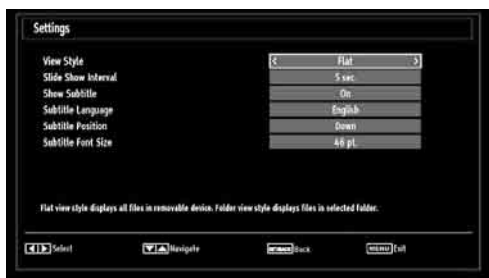 Settings
View Style < Flat >
Slide Show Interval 5 sec.
Show Subtitle On
Subtitle Language English
Subtitle Position Down
Subtitle Font Size 46 pt.
Flat view style displays all files in removable device. Folder view style displays files in selected folder.
Select Navigate Back MENU Exit